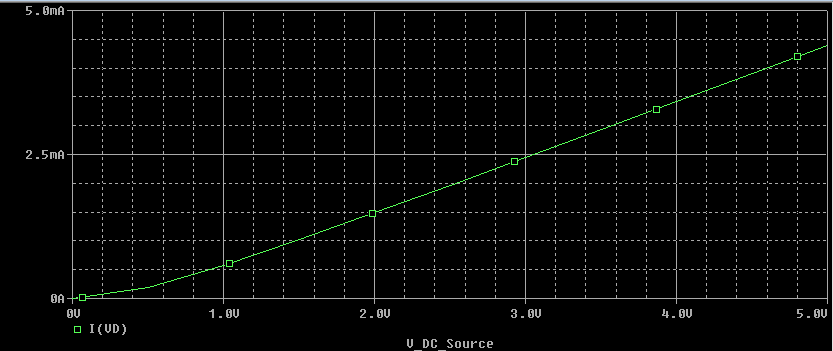 5.0mA
2.5mA
0A
0V 1.0V 2.0V 3.0V 4.0V 5.0V
I(VD)
V_DC_Source